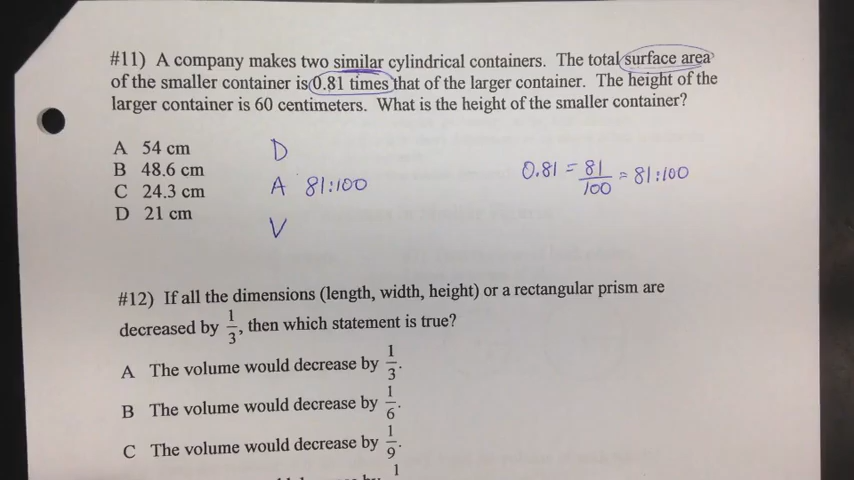 #11) A company makes two similar cylindrical containers. The total surface area
of the smaller container is 0.81 times that of the larger container. The height of the
larger container is 60 centimeters. What is the height of the smaller container?
A 54 cm
B 48.6 cm
C 24.3 cm
D 21 cm
D
A 81:100
V
0.81 = 81/100 = 81:100
#12) If all the dimensions (length, width, height) or a rectangular prism are
decreased by 1/3, then which statement is true?
A The volume would decrease by 1/3.
B The volume would decrease by 1/6.
C The volume would decrease by 1/9.
1